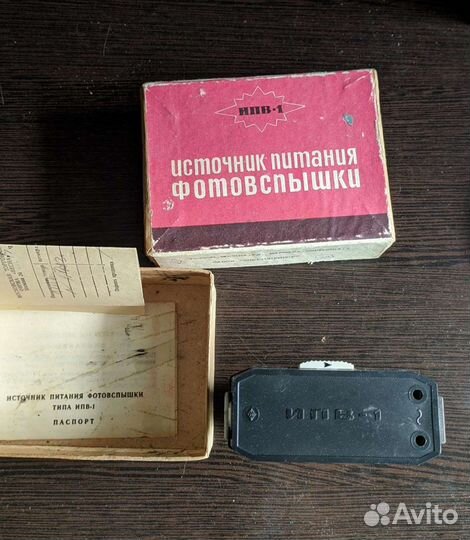 ИПВ-1
ИСТОЧНИК ПИТАНИЯ
ФОТОВСПЫШКИ
ИСТОЧНИК ПИТАНИЯ ФОТОВСПЫШКИ
ТИПА ИПВ-1
ПАСПОРТ
ИПВ-1
Avito